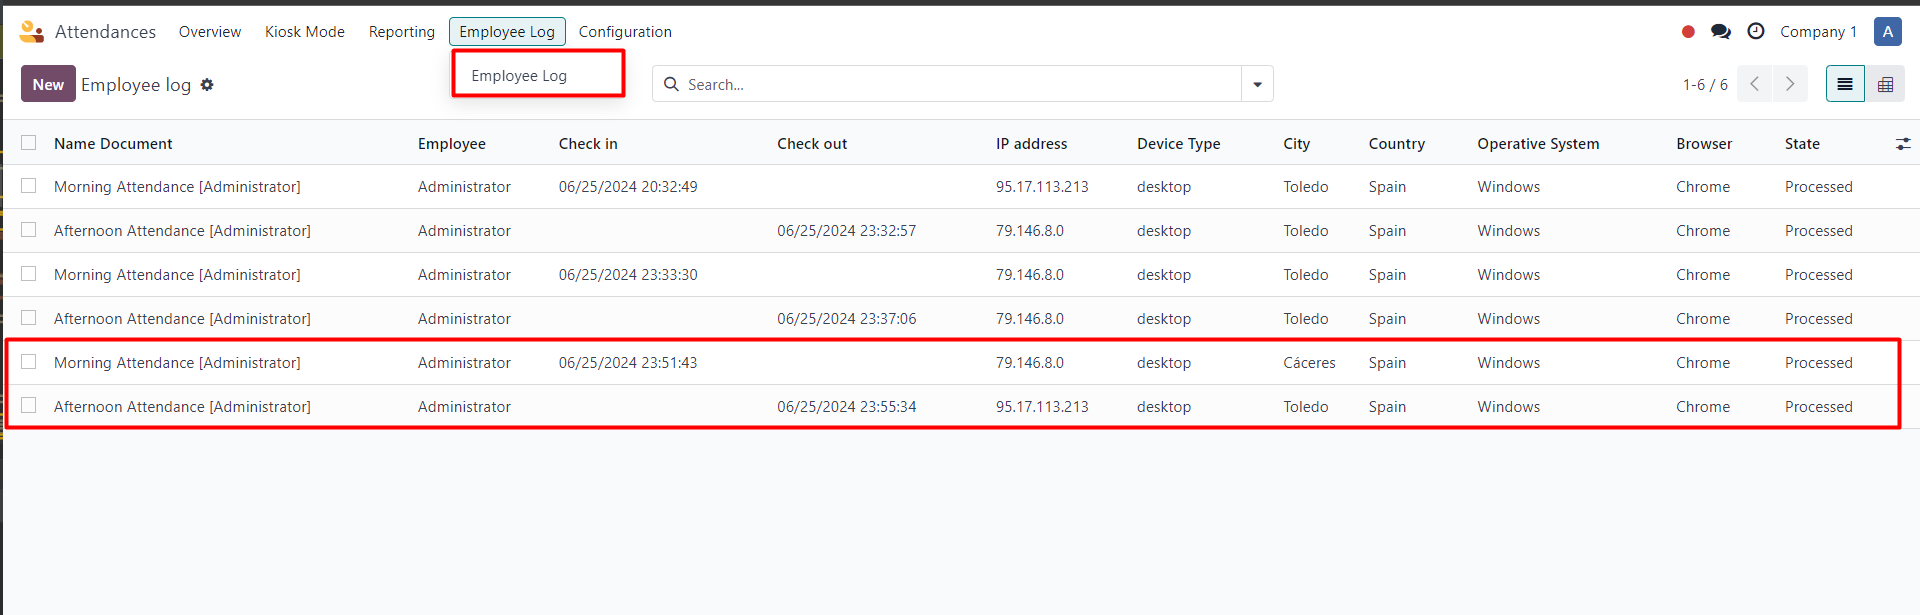 Attendances Overview Kiosk Mode Reporting Employee Log Configuration Company 1 A
Employee Log
New Employee log Search... 1-6 / 6
Name Document Employee Check in Check out IP address Device Type City Country Operative System Browser State
Morning Attendance [Administrator] Administrator 06/25/2024 20:32:49 95.17.113.213 desktop Toledo Spain Windows Chrome Processed
Afternoon Attendance [Administrator] Administrator 06/25/2024 23:32:57 79.146.8.0 desktop Toledo Spain Windows Chrome Processed
Morning Attendance [Administrator] Administrator 06/25/2024 23:33:30 79.146.8.0 desktop Toledo Spain Windows Chrome Processed
Afternoon Attendance [Administrator] Administrator 06/25/2024 23:37:06 79.146.8.0 desktop Toledo Spain Windows Chrome Processed
Morning Attendance [Administrator] Administrator 06/25/2024 23:51:43 79.146.8.0 desktop Cáceres Spain Windows Chrome Processed
Afternoon Attendance [Administrator] Administrator 06/25/2024 23:55:34 95.17.113.213 desktop Toledo Spain Windows Chrome Processed